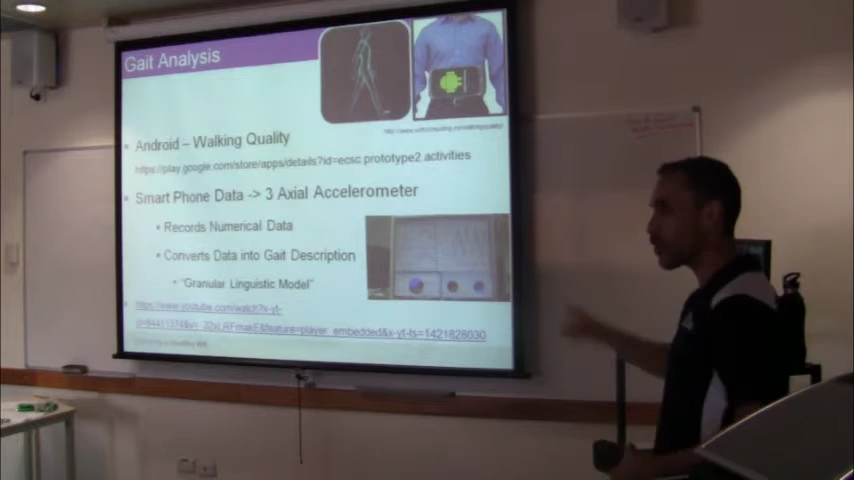 Gait Analysis
Android – Walking Quality
https://play.google.com/store/apps/details?id=ecsc.prototype2.activities
Smart Phone Data -> 3 Axial Accelerometer
Records Numerical Data
Converts Data into Gait Description
"Granular Linguistic Model"